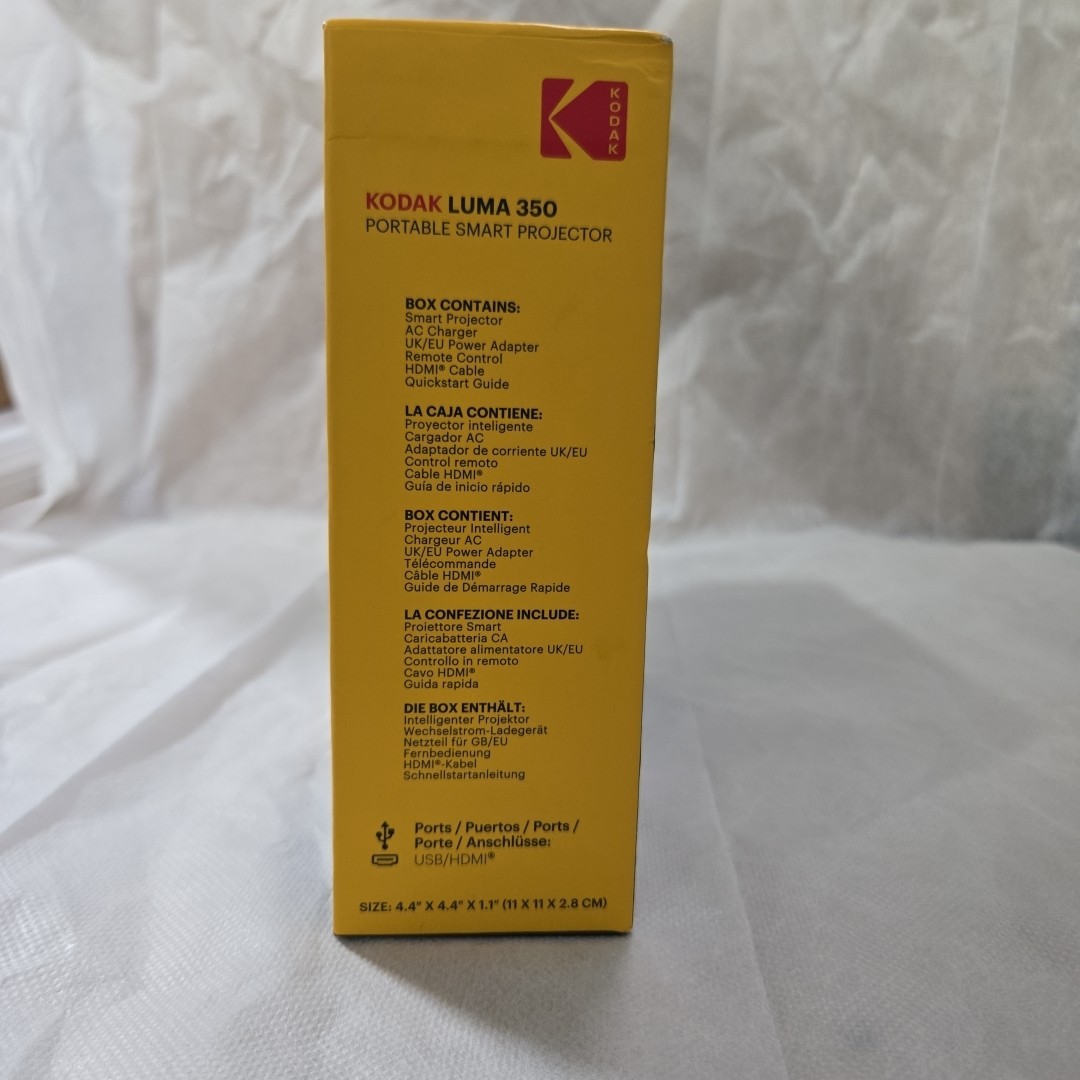 KODAK
KODAK LUMA 350
PORTABLE SMART PROJECTOR
BOX CONTAINS:
Smart Projector
AC Charger
UK/EU Power Adapter
Remote Control
HDMI® Cable
Quickstart Guide
LA CAJA CONTIENE:
Proyector inteligente
Cargador AC
Adaptador de corriente UK/EU
Control remoto
Cable HDMI®
Guía de inicio rápido
BOX CONTIENT:
Projecteur Intelligent
Chargeur AC
UK/EU Power Adapter
Télécommande
Câble HDMI®
Guide de Démarrage Rapide
LA CONFEZIONE INCLUDE:
Proiettore Smart
Caricabatteria CA
Adattatore alimentatore UK/EU
Controllo in remoto
Cavo HDMI®
Guida rapida
DIE BOX ENTHÄLT:
Intelligenter Projektor
Wechselstrom-Ladegerät
Netzteil für GB/EU
Fernbedienung
HDMI®-Kabel
Schnellstartanleitung
Ports / Puertos / Ports /
Porte / Anschlüsse:
USB/HDMI®
SIZE: 4.4" X 4.4" X 1.1" (11 X 11 X 2.8 CM)